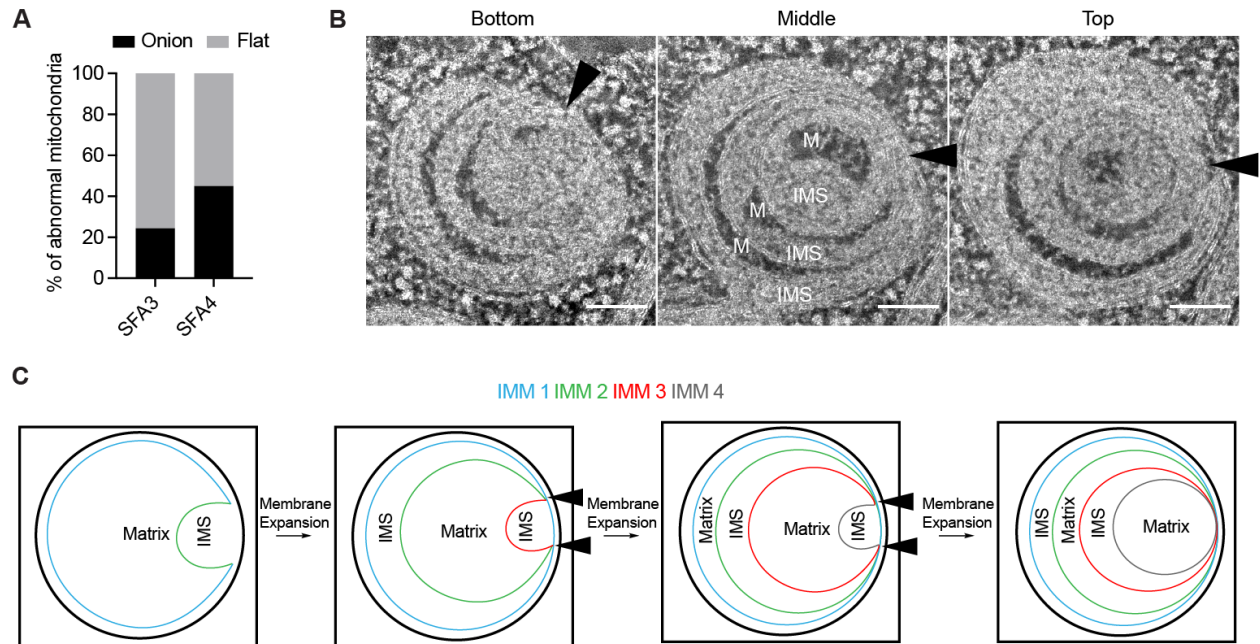 A
Onion Flat
% of abnormal mitochondria
100
80
60
40
20
0
SFA3
SFA4
B
Bottom Middle Top
M
IMS
M
M
IMS
IMS
C
IMM 1 IMM 2 IMM 3 IMM 4
Matrix
IMS
Membrane
Expansion
IMS
Matrix
IMS
Membrane
Expansion
Matrix
IMS
Matrix
IMS
Membrane
Expansion
IMS
Matrix
IMS
Matrix